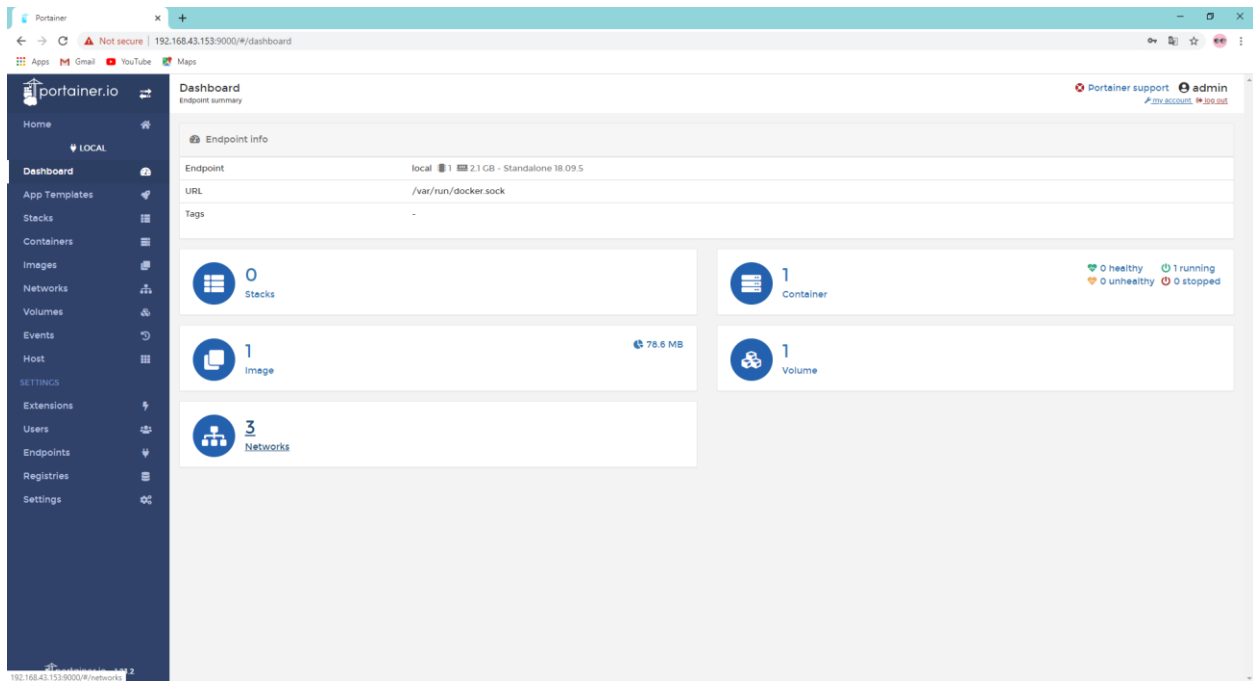 Portainer
Not secure | 192.168.43.153:9000/#/dashboard
Apps Gmail YouTube Maps
portainer.io
Dashboard
Endpoint summary
Portainer support admin
my account log out
Home
LOCAL
Dashboard
App Templates
Stacks
Containers
Images
Networks
Volumes
Events
Host
SETTINGS
Extensions
Users
Endpoints
Registries
Settings
Endpoint info
Endpoint local 1 2.1 GB - Standalone 18.09.5
URL /var/run/docker.sock
Tags -
0
Stacks
1
Container
0 healthy 1 running
0 unhealthy 0 stopped
1
Image
78.6 MB
1
Volume
3
Networks
192.168.43.153:9000/#/networks